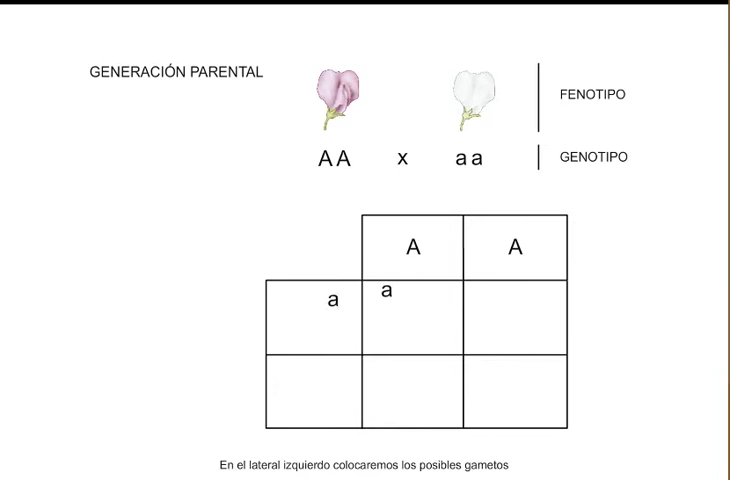 GENERACIÓN PARENTAL
FENOTIPO
AA x aa
GENOTIPO
A A
a a
En el lateral izquierdo colocaremos los posibles gametos